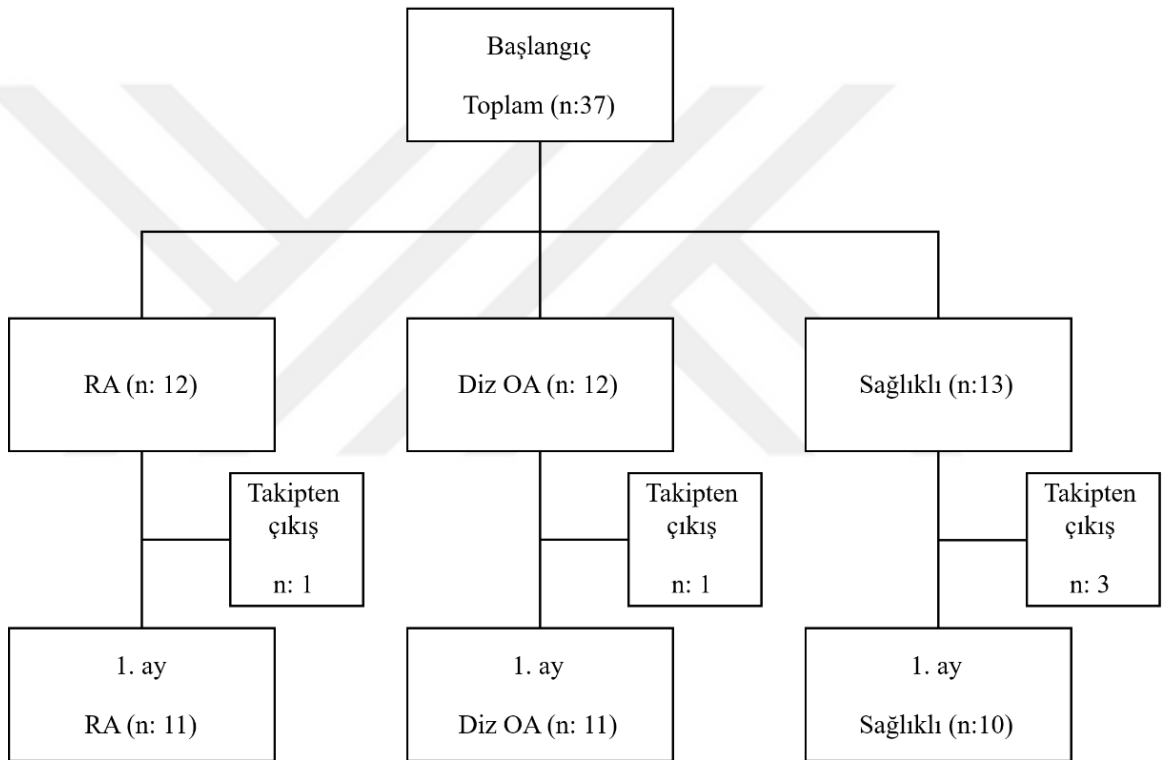 Başlangıç
Toplam (n:37)
RA (n: 12)
Diz OA (n: 12)
Sağlıklı (n:13)
Takipten
çıkış
n: 1
Takipten
çıkış
n: 1
Takipten
çıkış
n: 3
1. ay
RA (n: 11)
1. ay
Diz OA (n: 11)
1. ay
Sağlıklı (n:10)